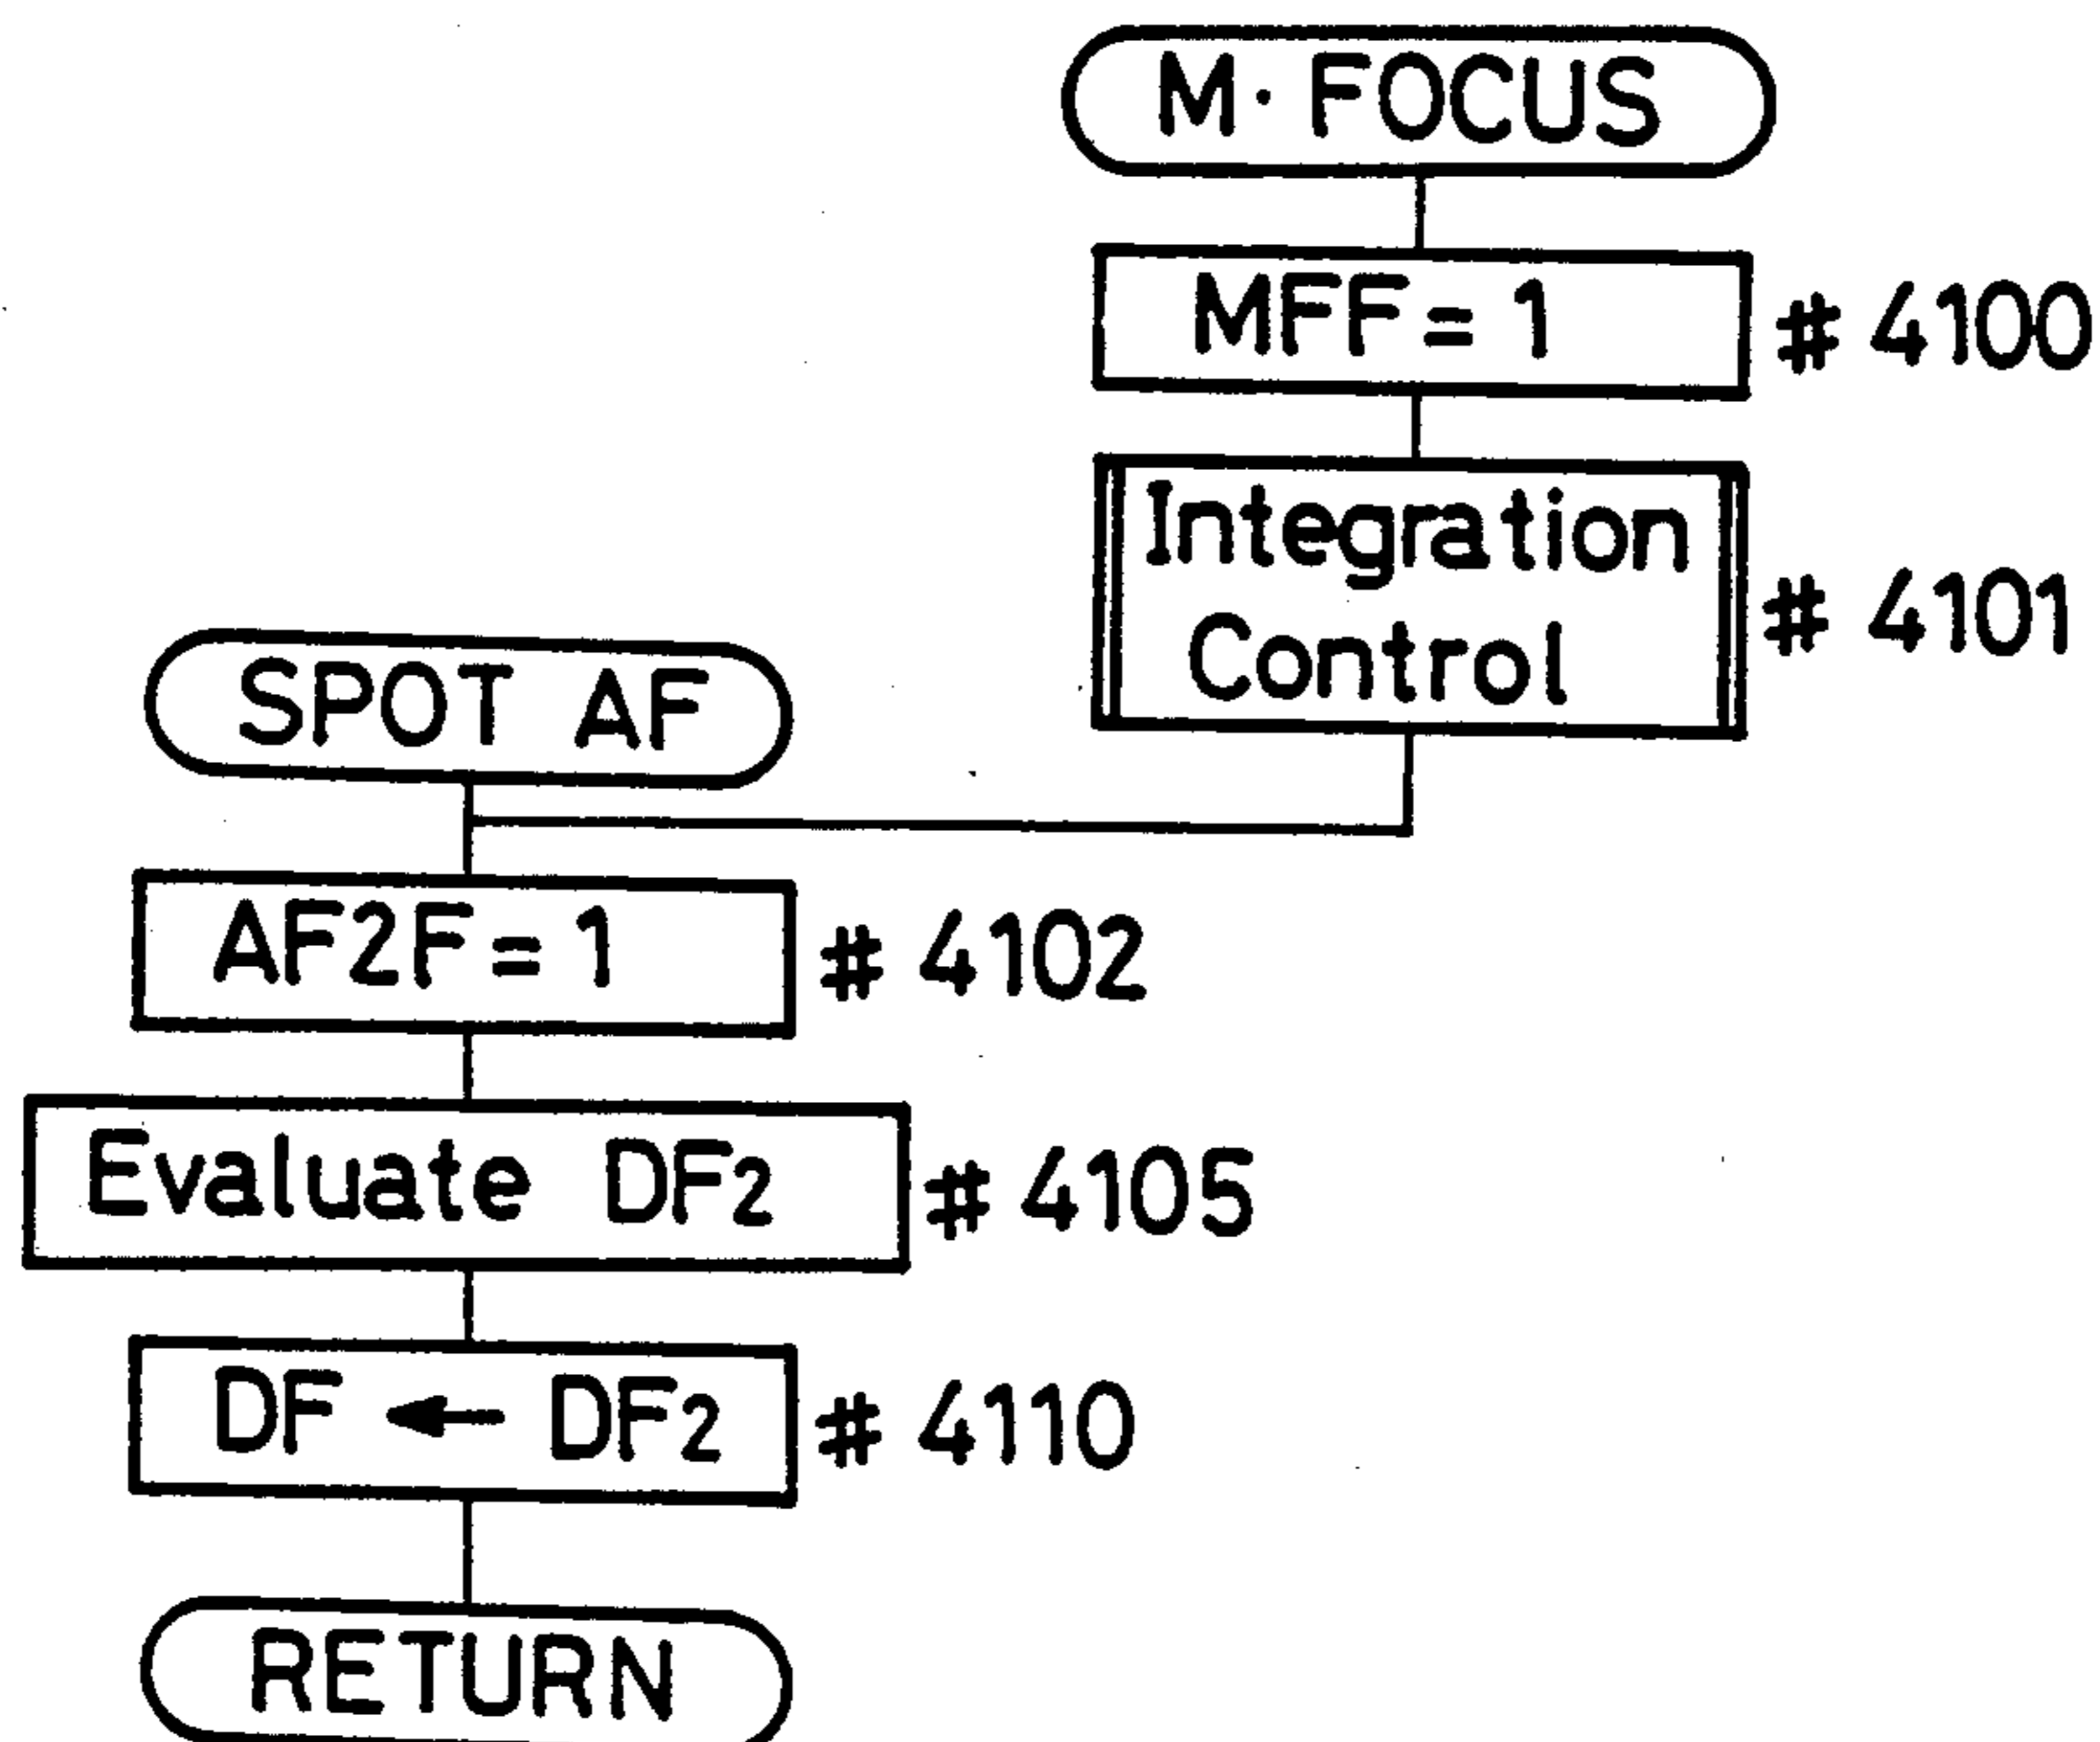 M·FOCUS
MFF=1 #4100
Integration
Control
#4101
SPOT AF
AF2F=1 #4102
Evaluate DF2 #4105
DF ← DF2 #4110
RETURN